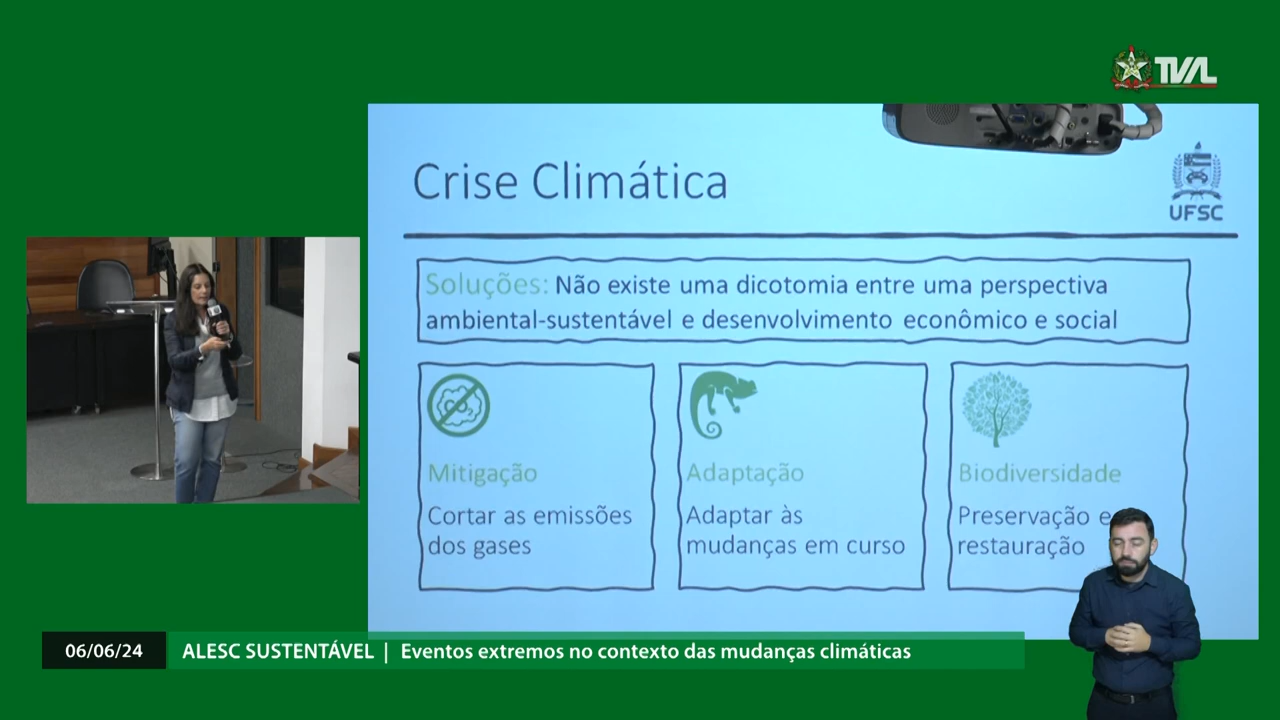 TVAL
Crise Climática
UFSC
Soluções: Não existe uma dicotomia entre uma perspectiva
ambiental-sustentável e desenvolvimento econômico e social
CO2
Mitigação
Cortar as emissões
dos gases
Adaptação
Adaptar às
mudanças em curso
Biodiversidade
Preservação e
restauração
06/06/24
ALESC SUSTENTÁVEL | Eventos extremos no contexto das mudanças climáticas